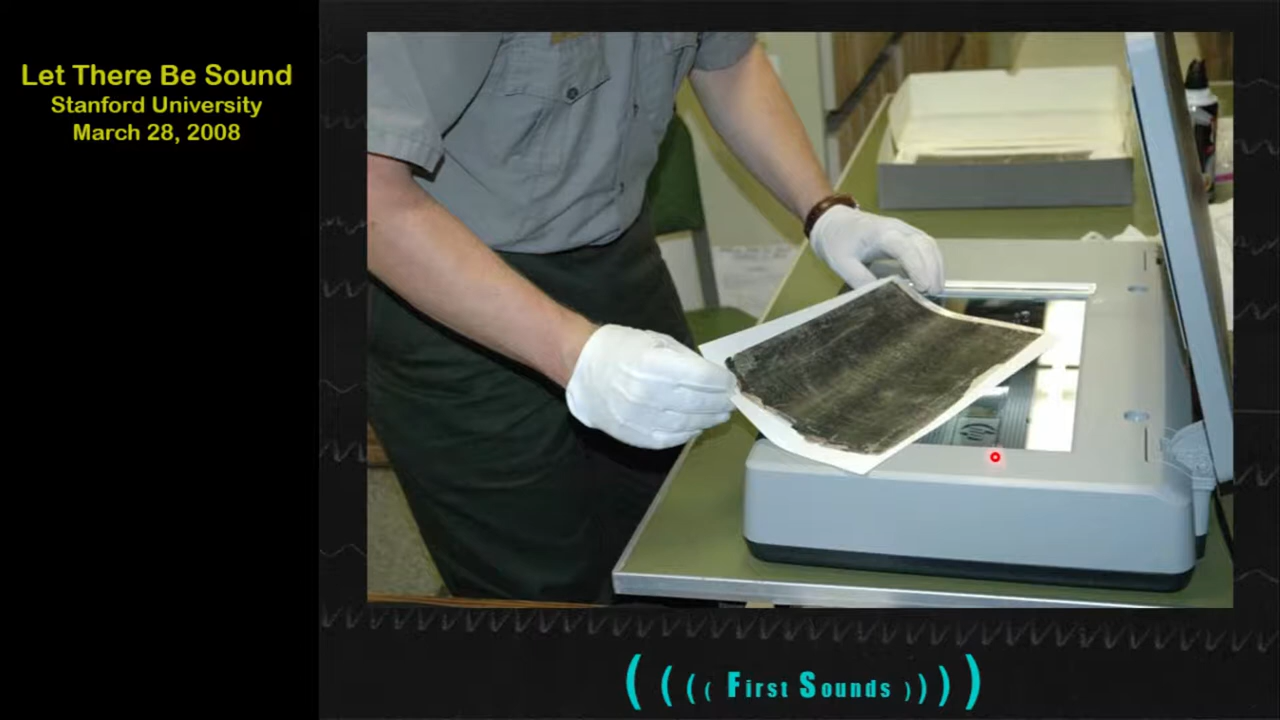 Let There Be Sound
Stanford University
March 28, 2008
( ( ( ( First Sounds ) ) ) )